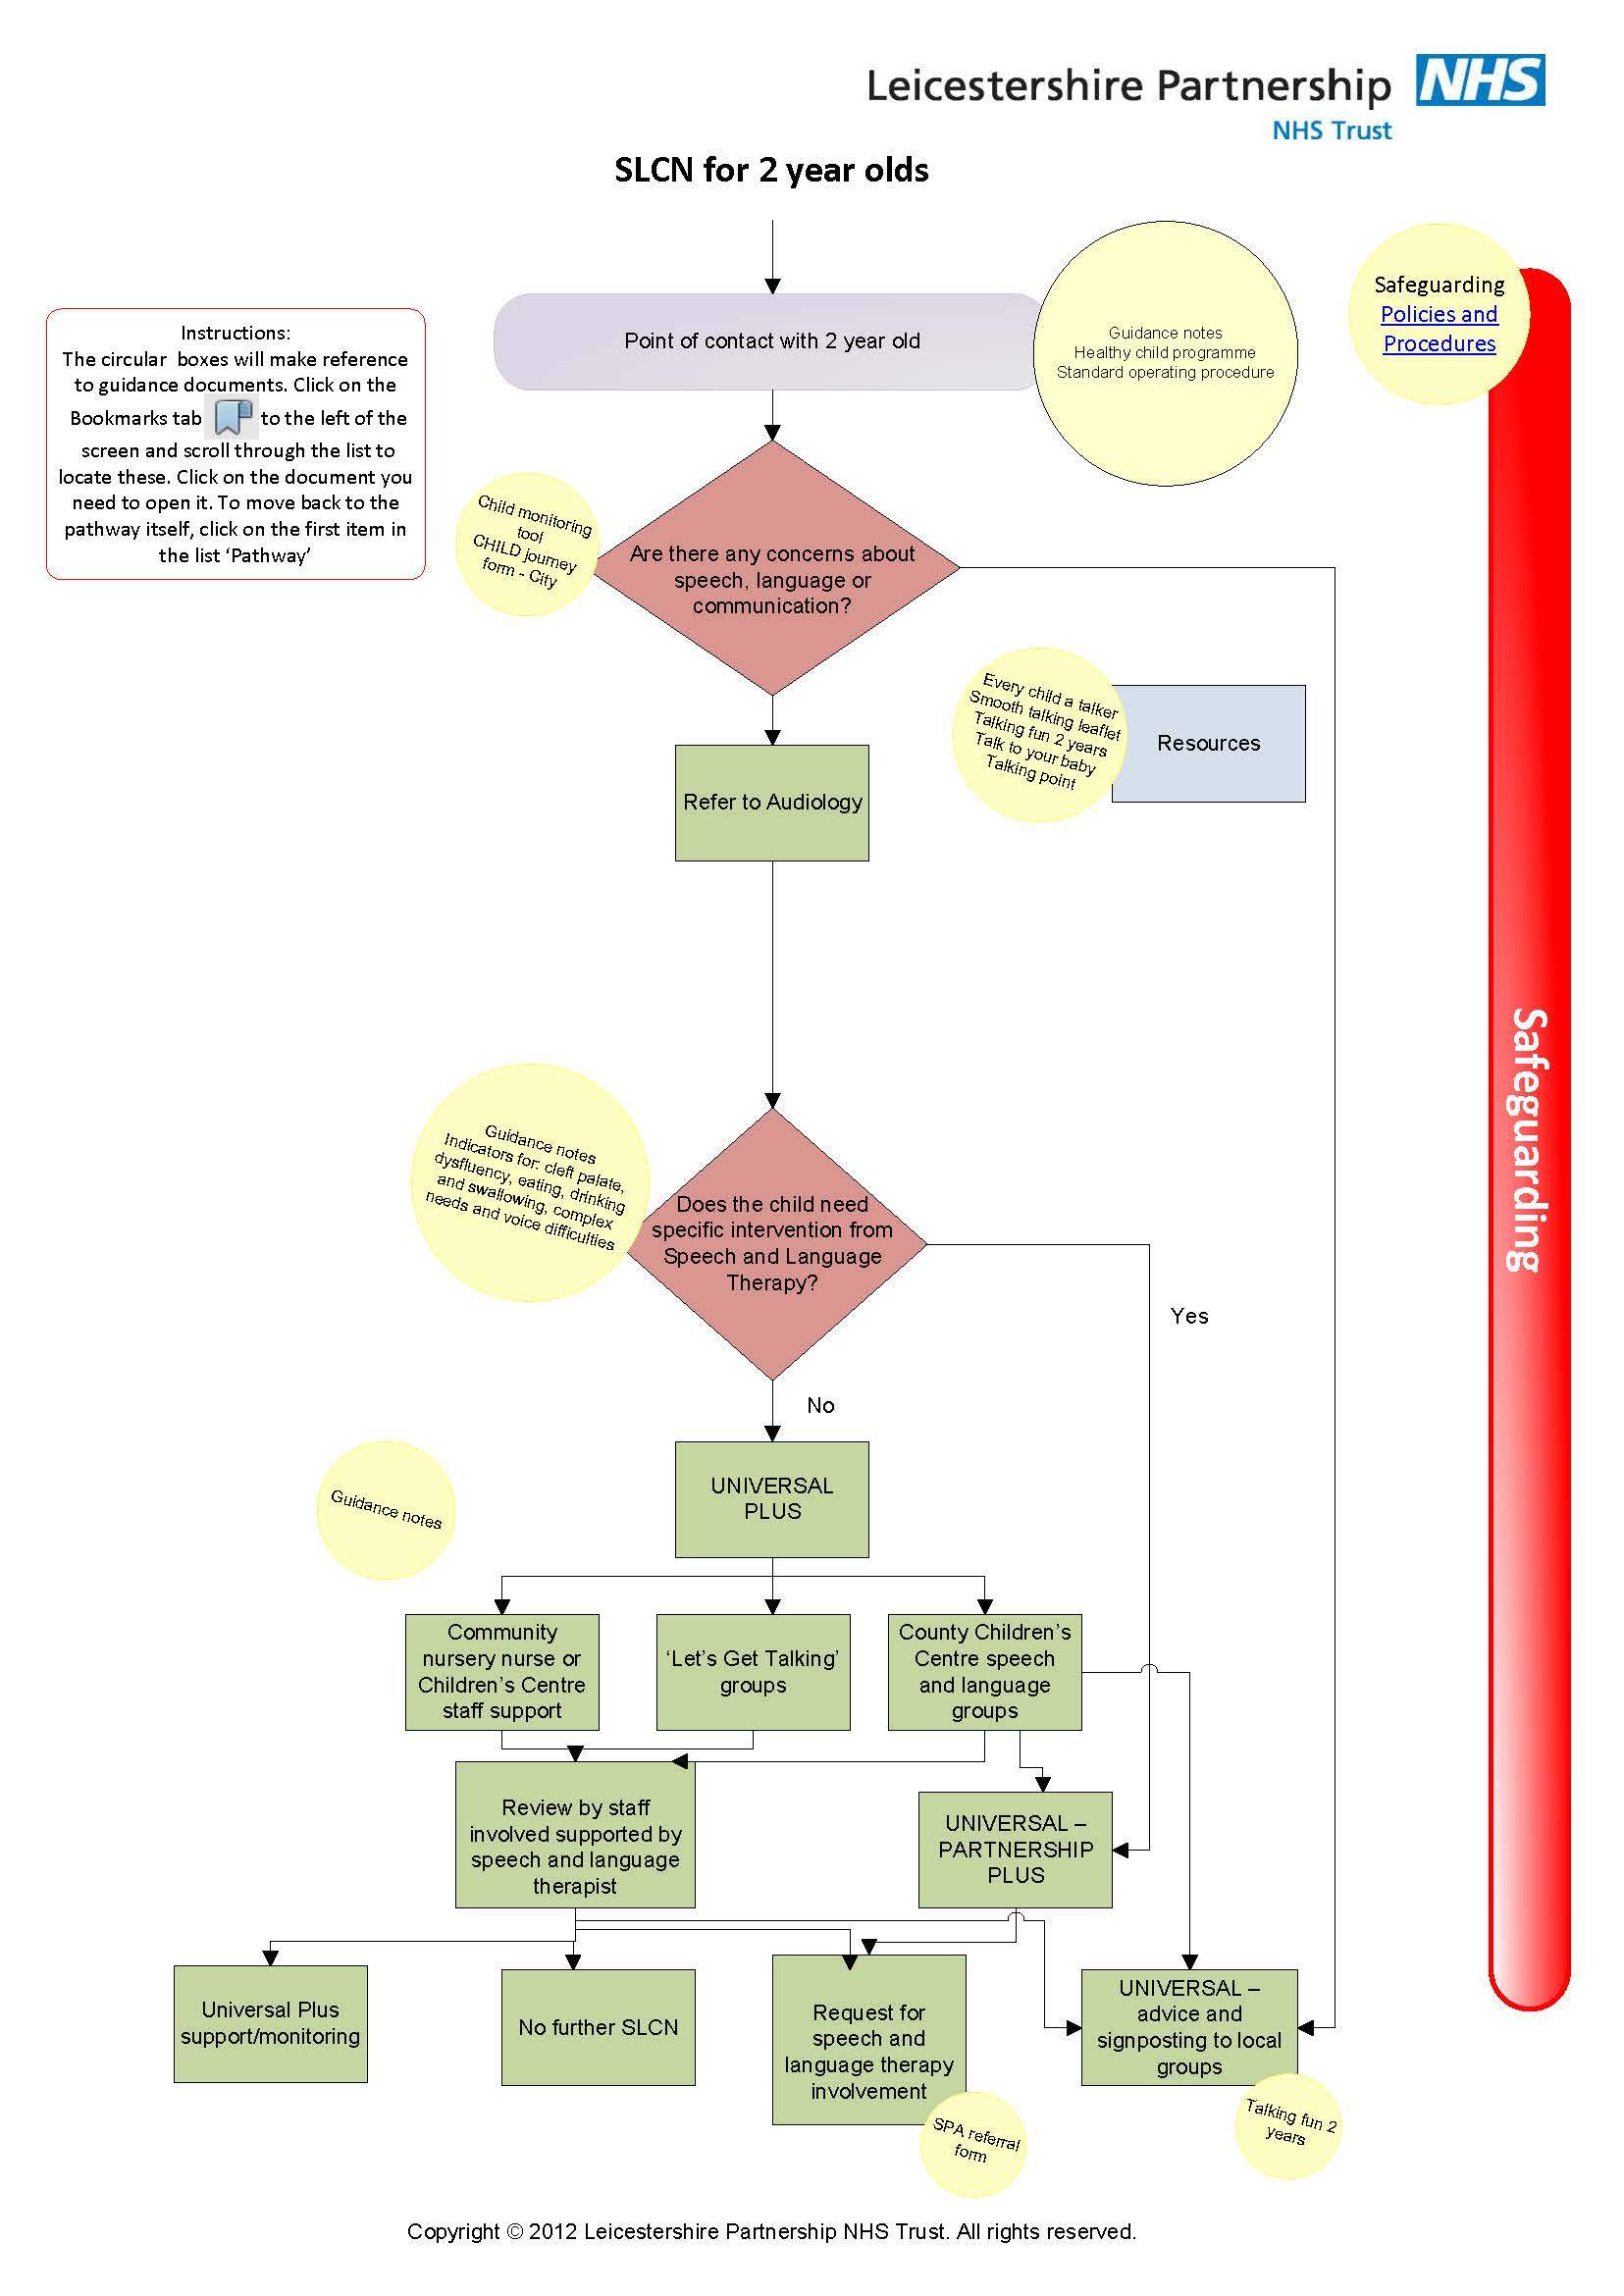 Leicestershire Partnership NHS
NHS Trust
SLCN for 2 year olds
Instructions:
The circular boxes will make reference
to guidance documents. Click on the
Bookmarks tab to the left of the
screen and scroll through the list to
locate these. Click on the document you
need to open it. To move back to the
pathway itself, click on the first item in
the list ‘Pathway’
Point of contact with 2 year old
Guidance notes
Healthy child programme
Standard operating procedure
Safeguarding
Policies and
Procedures
Child monitoring
tool
CHILD journey
form - City
Are there any concerns about
speech, language or
communication?
Every child a talker
Smooth talking leaflet
Talking fun 2 years
Talk to your baby
Talking point
Resources
Refer to Audiology
Safeguarding
Guidance notes
Indicators for: cleft palate,
dysfluency, eating, drinking
and swallowing, complex
needs and voice difficulties
Does the child need
specific intervention from
Speech and Language
Therapy?
Yes
No
UNIVERSAL
PLUS
Guidance notes
Community
nursery nurse or
Children’s Centre
staff support
‘Let’s Get Talking’
groups
County Children’s
Centre speech
and language
groups
Review by staff
involved supported by
speech and language
therapist
UNIVERSAL –
PARTNERSHIP
PLUS
Universal Plus
support/monitoring
No further SLCN
Request for
speech and
language therapy
involvement
SPA referral
form
UNIVERSAL –
advice and
signposting to local
groups
Talking fun 2
years
Copyright © 2012 Leicestershire Partnership NHS Trust. All rights reserved.